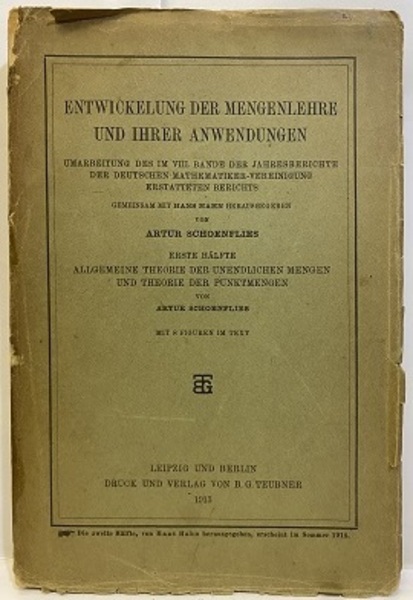 ENTWICKELUNG DER MENGENLEHRE
UND IHRER ANWENDUNGEN
UMARBEITUNG DES IM VIII. BANDE DER JAHRESBERICHTE
DER DEUTSCHEN MATHEMATIKER-VEREINIGUNG
ERSTATTETEN BERICHTS
GEMEINSAM MIT HANS HAHN HERAUSGEGEBEN
VON
ARTUR SCHOENFLIES
ERSTE HÄLFTE
ALLGEMEINE THEORIE DER UNENDLICHEN MENGEN
UND THEORIE DER PUNKTMENGEN
VON
ARTUR SCHOENFLIES
MIT 8 FIGUREN IM TEXT
BGT
LEIPZIG UND BERLIN
DRUCK UND VERLAG VON B. G. TEUBNER
1913
Die zweite Hälfte, von Hans Hahn herausgegeben, erscheint im Sommer